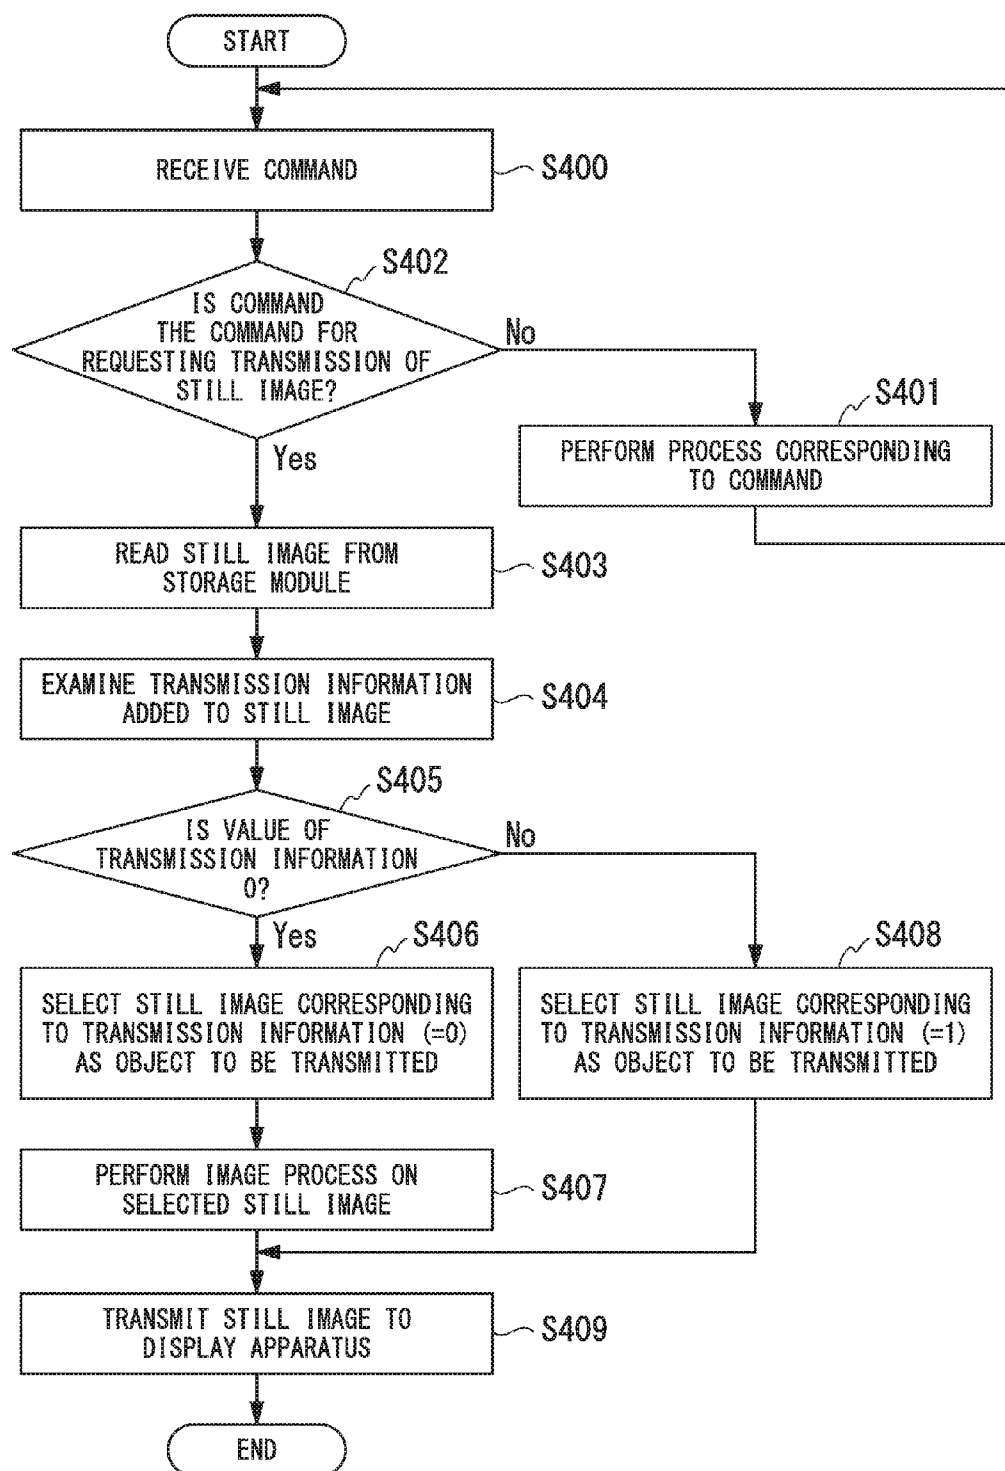 START
RECEIVE COMMAND
S400
S402
IS COMMAND
THE COMMAND FOR
REQUESTING TRANSMISSION OF
STILL IMAGE?
No
Yes
S401
PERFORM PROCESS CORRESPONDING
TO COMMAND
READ STILL IMAGE FROM
STORAGE MODULE
S403
EXAMINE TRANSMISSION INFORMATION
ADDED TO STILL IMAGE
S404
S405
IS VALUE OF
TRANSMISSION INFORMATION
0?
No
Yes
S406
SELECT STILL IMAGE CORRESPONDING
TO TRANSMISSION INFORMATION (=0)
AS OBJECT TO BE TRANSMITTED
S408
SELECT STILL IMAGE CORRESPONDING
TO TRANSMISSION INFORMATION (=1)
AS OBJECT TO BE TRANSMITTED
PERFORM IMAGE PROCESS ON
SELECTED STILL IMAGE
S407
TRANSMIT STILL IMAGE TO
DISPLAY APPARATUS
S409
END